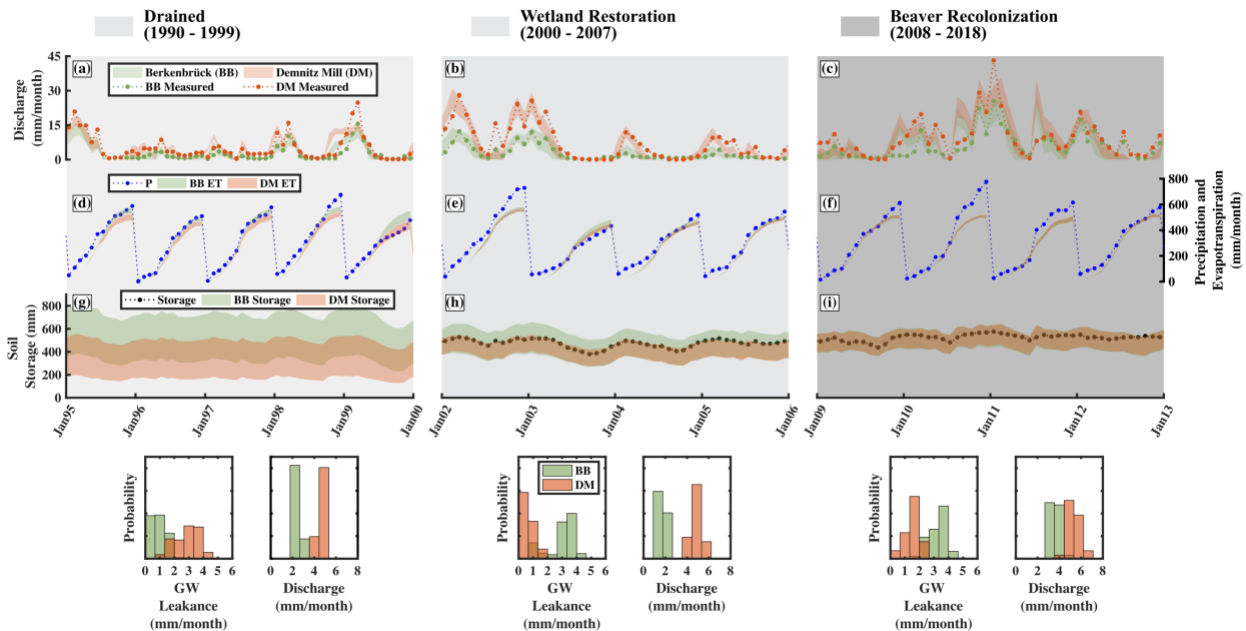 Drained
(1990 - 1999)
Wetland Restoration
(2000 - 2007)
Beaver Recolonization
(2008 - 2018)
Discharge
(mm/month)
45
30
15
0
(a)
Berkenbrück (BB)
Demnitz Mill (DM)
BB Measured
DM Measured
(b)
(c)
(d)
P
BB ET
DM ET
(e)
(f)
800
600
400
200
0
Precipitation and
Evapotranspiration
(mm/month)
Soil
Storage (mm)
800
600
400
200
0
(g)
Storage
BB Storage
DM Storage
(h)
(i)
Jan95
Jan96
Jan97
Jan98
Jan99
Jan00
Jan02
Jan03
Jan04
Jan05
Jan06
Jan09
Jan10
Jan11
Jan12
Jan13
Probability
0 1 2 3 4 5 6
GW
Leakance
(mm/month)
Probability
0 2 4 6 8
Discharge
(mm/month)
Probability
BB
DM
0 1 2 3 4 5 6
GW
Leakance
(mm/month)
Probability
0 2 4 6 8
Discharge
(mm/month)
Probability
0 1 2 3 4 5 6
GW
Leakance
(mm/month)
Probability
0 2 4 6 8
Discharge
(mm/month)